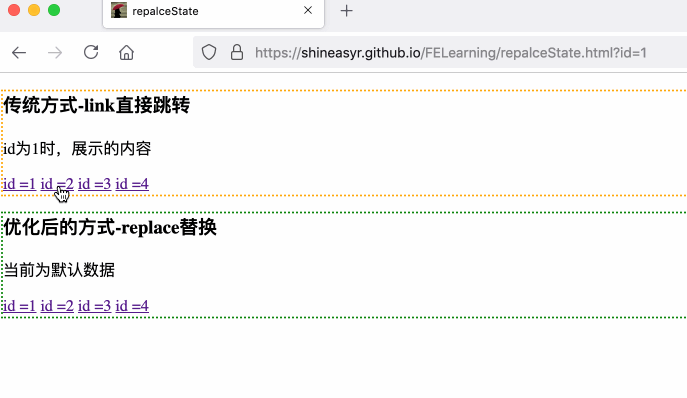 repalceState
https://shineasyr.github.io/FELearning/repalceState.html?id=1
传统方式-link直接跳转
id为1时，展示的内容
id =1 id =2 id =3 id =4
优化后的方式-replace替换
当前为默认数据
id =1 id =2 id =3 id =4